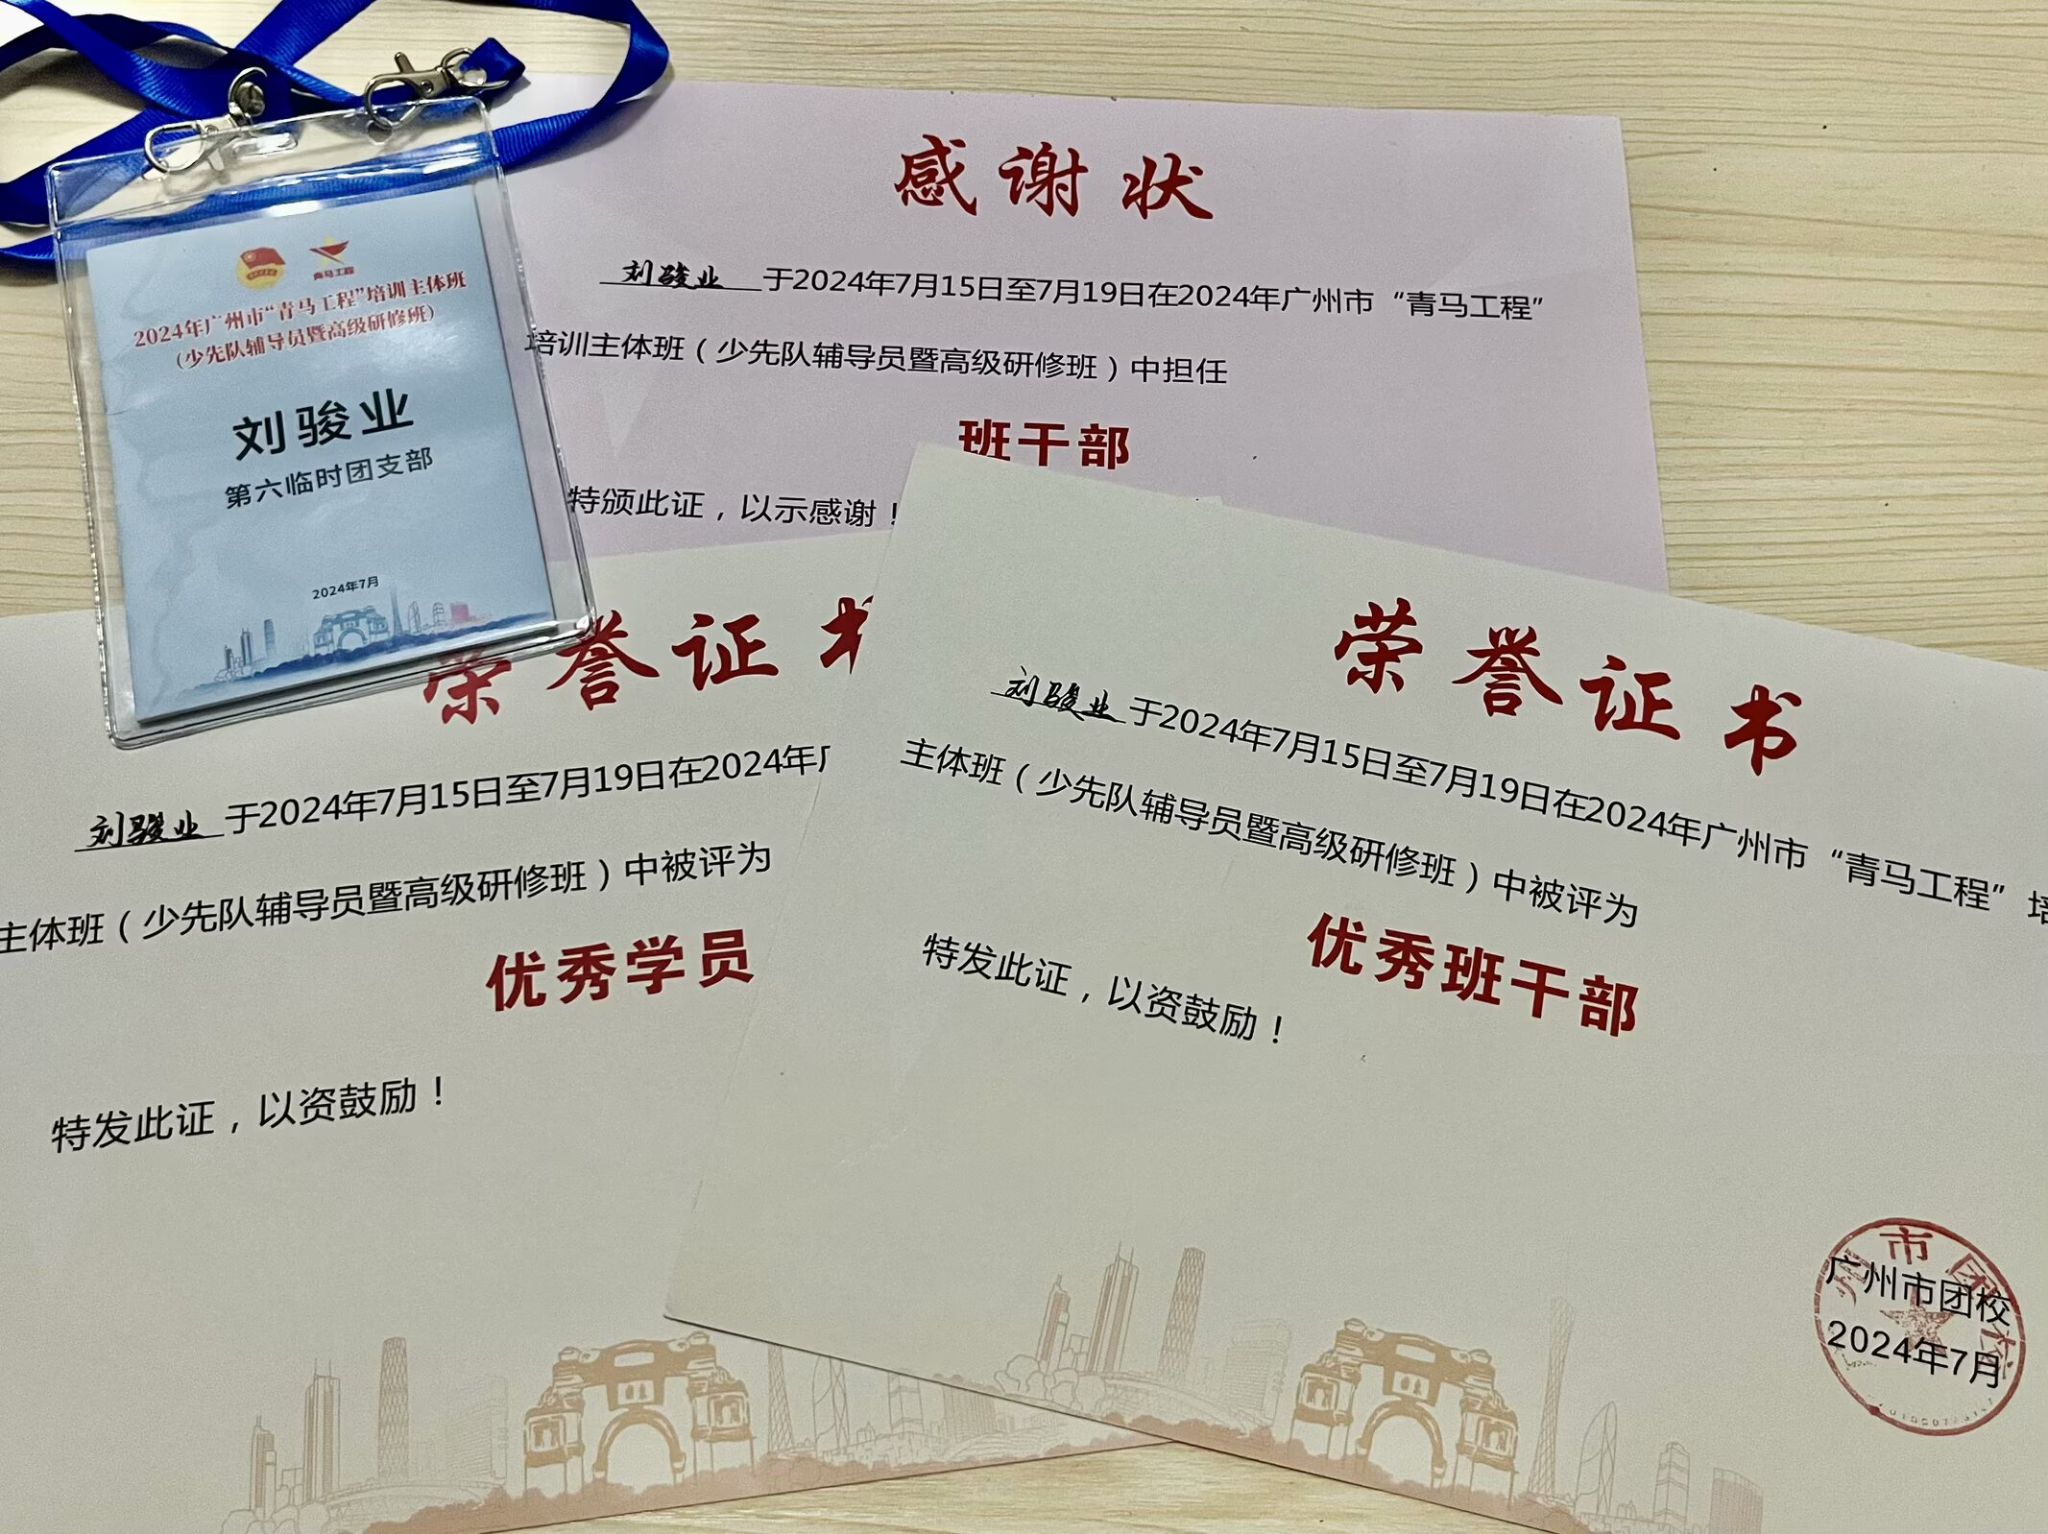 青马工程
2024年广州市“青马工程”培训主体班
（少先队辅导员暨高级研修班）
刘骏业
第六临时团支部
2024年7月
感谢状
刘骏业 于2024年7月15日至7月19日在2024年广州市“青马工程”
培训主体班（少先队辅导员暨高级研修班）中担任
班干部
特颁此证，以示感谢！
荣誉证书
刘骏业 于2024年7月15日至7月19日在2024年广
主体班（少先队辅导员暨高级研修班）中被评为
优秀学员
特发此证，以资鼓励！
荣誉证书
刘骏业 于2024年7月15日至7月19日在2024年广州市“青马工程”培
主体班（少先队辅导员暨高级研修班）中被评为
优秀班干部
特发此证，以资鼓励！
广州市团校
2024年7月